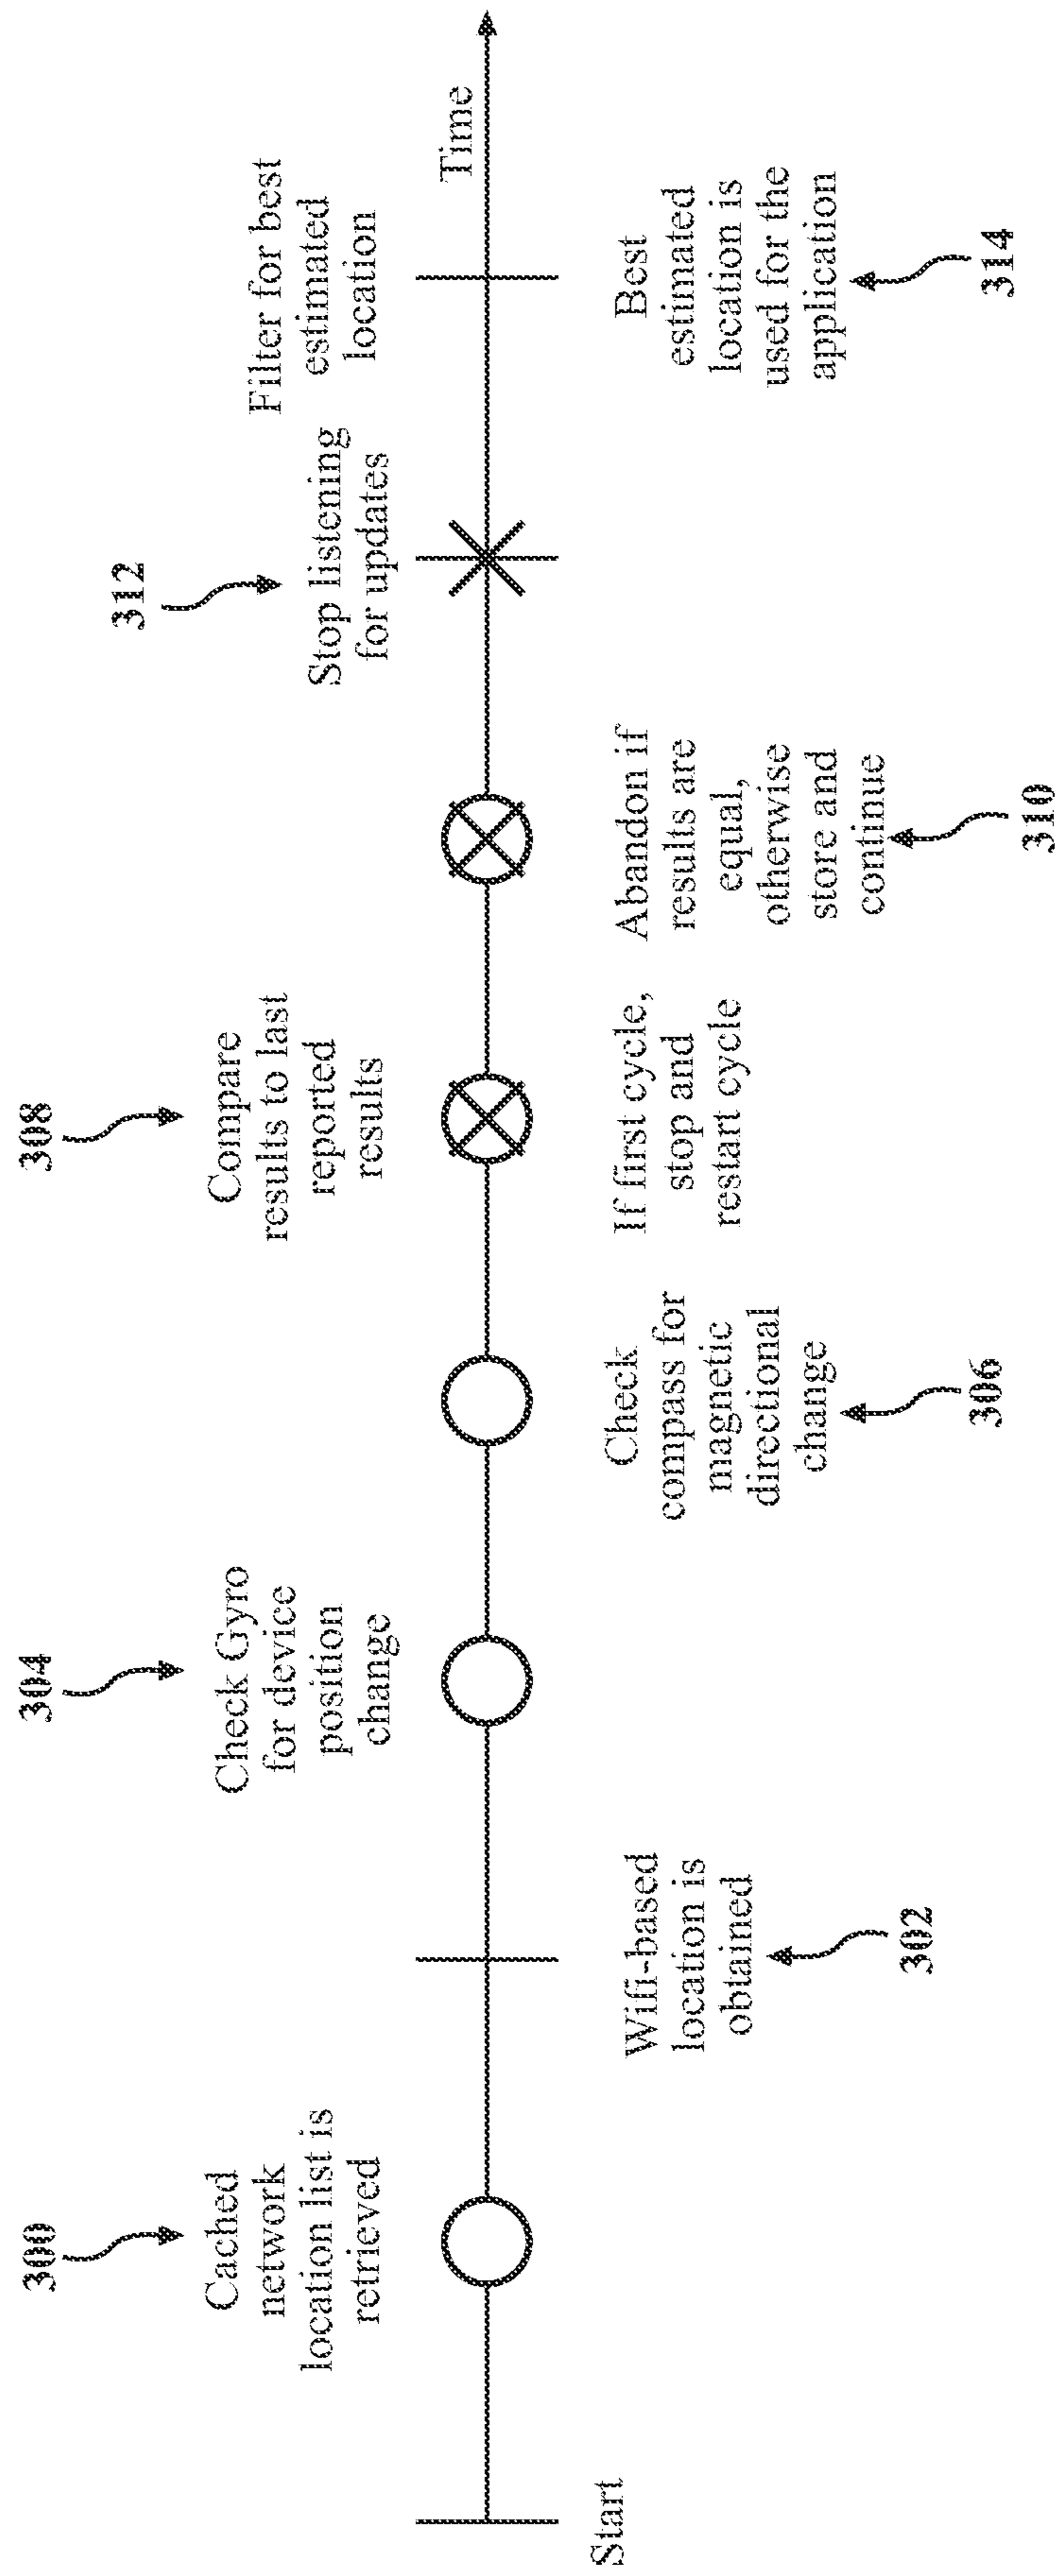 300
Cached
network
location list is
retrieved
304
Check Gyro
for device
position
change
308
Compare
results to last
reported
results
312
Stop listening
for updates
Filter for best
estimated
location
Time
Start
Wifi-based
location is
obtained
302
Check
compass for
magnetic
directional
change
306
If first cycle,
stop and
restart cycle
Abandon if
results are
equal,
otherwise
store and
continue
310
Best
estimated
location is
used for the
application
314